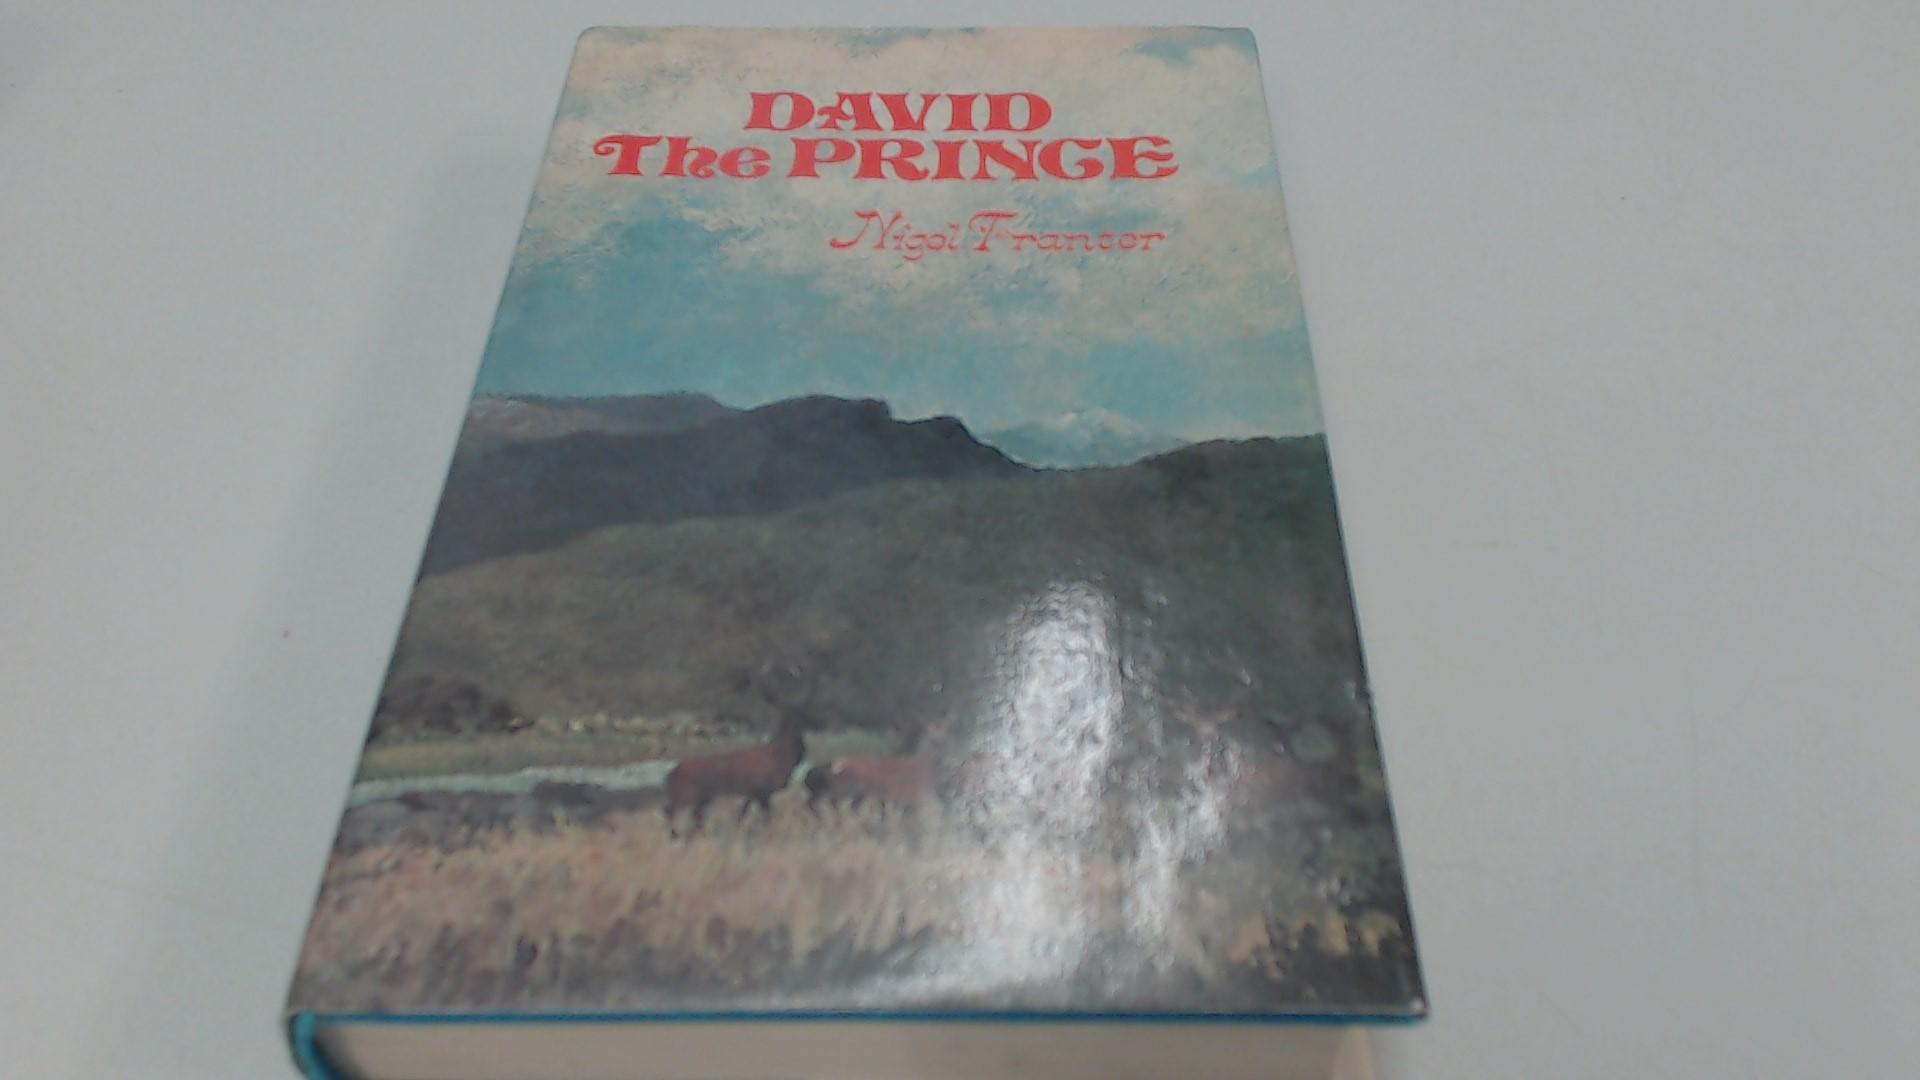 DAVID
The PRINCE
Nigel Tranter